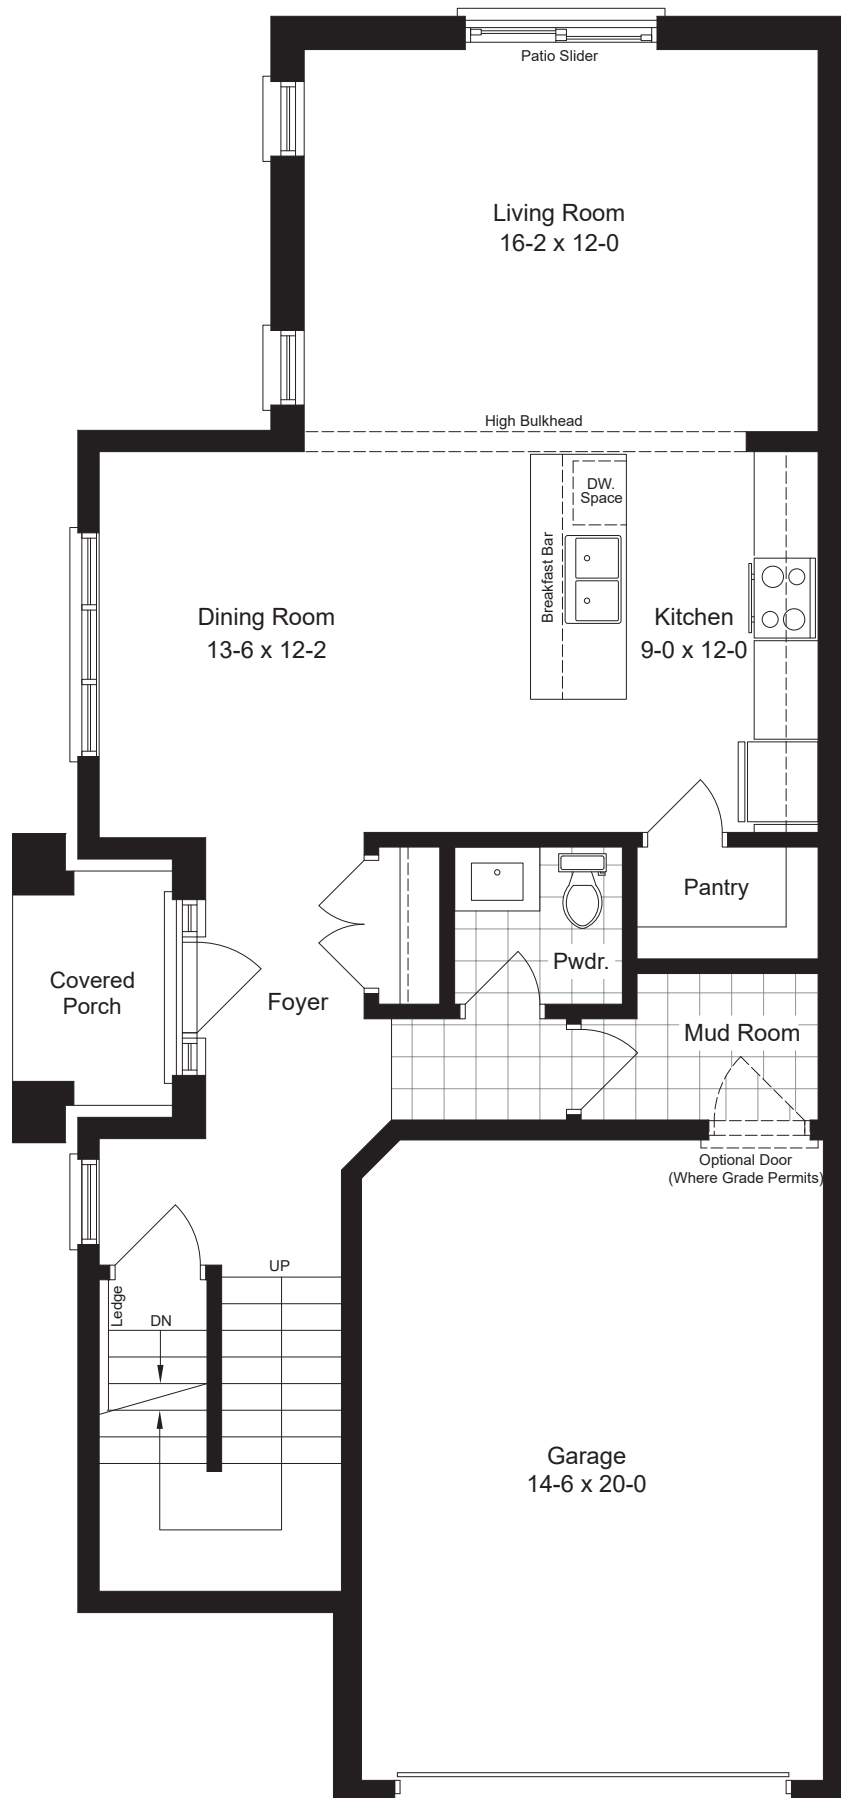 Patio Slider
Living Room
16-2 x 12-0
High Bulkhead
DW.
Space
Breakfast Bar
Dining Room
13-6 x 12-2
Kitchen
9-0 x 12-0
Pantry
Pwdr.
Covered
Porch
Foyer
Mud Room
Optional Door
(Where Grade Permits)
UP
Ledge
DN
Garage
14-6 x 20-0